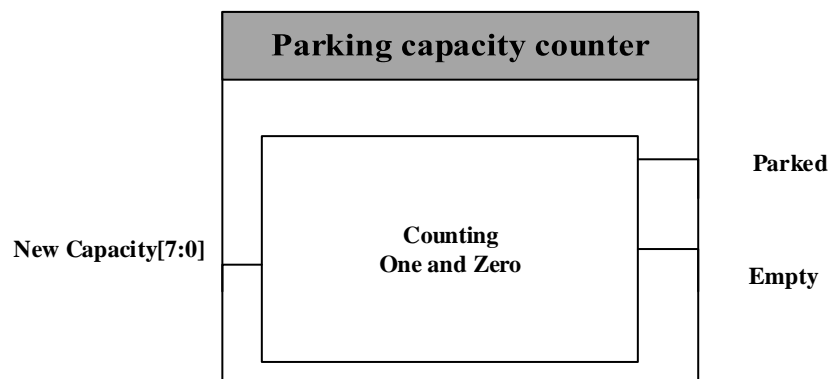 Parking capacity counter
Parked
New Capacity[7:0]
Counting
One and Zero
Empty